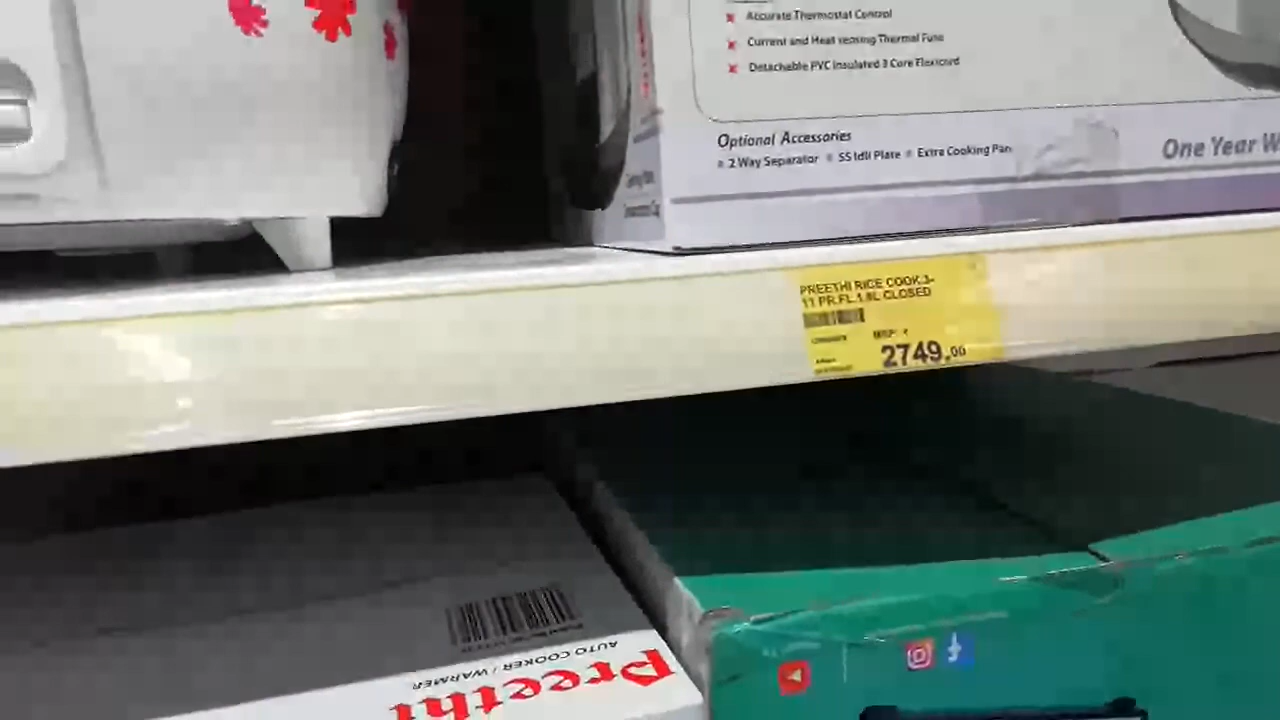 Accurate Thermostat Control
Current and Heat sensing Thermal Fuse
Detachable PVC Insulated 3 Core Flexicord
Optional Accessories
2 Way Separator SS Idli Plate Extra Cooking Pan
One Year W
PREETHI RICE COOK.3-
11 PR.FL.1.8L CLOSED
MRP ₹
2749.00
AUTO COOKER / WARMER
Preethi